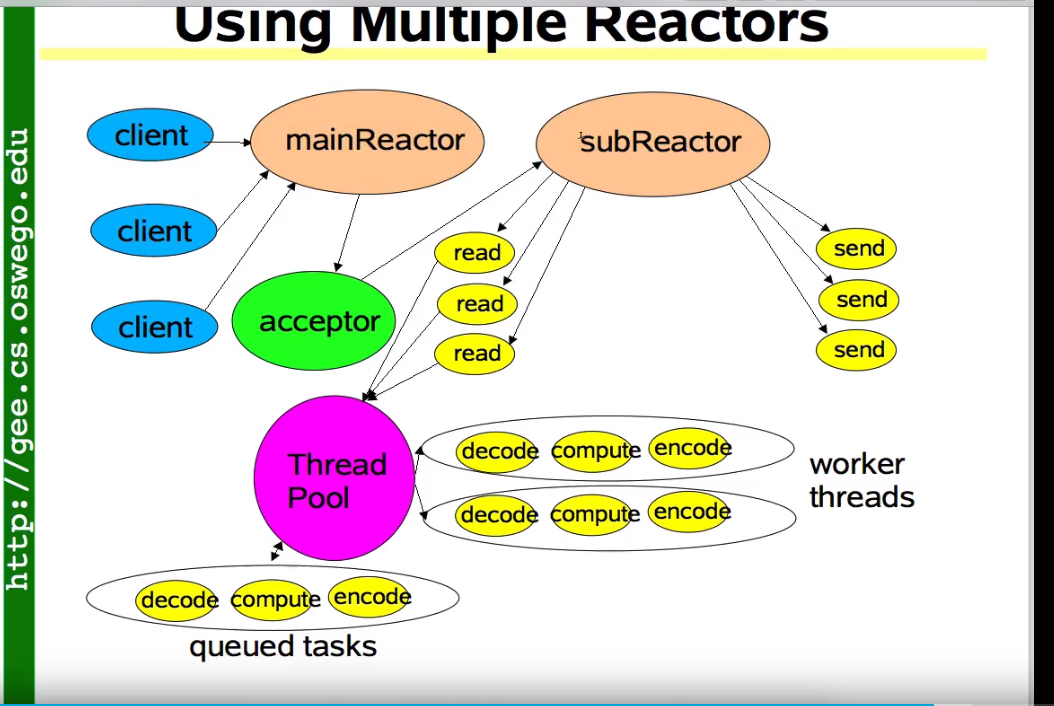 Using Multiple Reactors
http://gee.cs.oswego.edu
client
mainReactor
subReactor
client
client
acceptor
read
read
read
send
send
send
Thread
Pool
decode compute encode
decode compute encode
worker
threads
decode compute encode
queued tasks